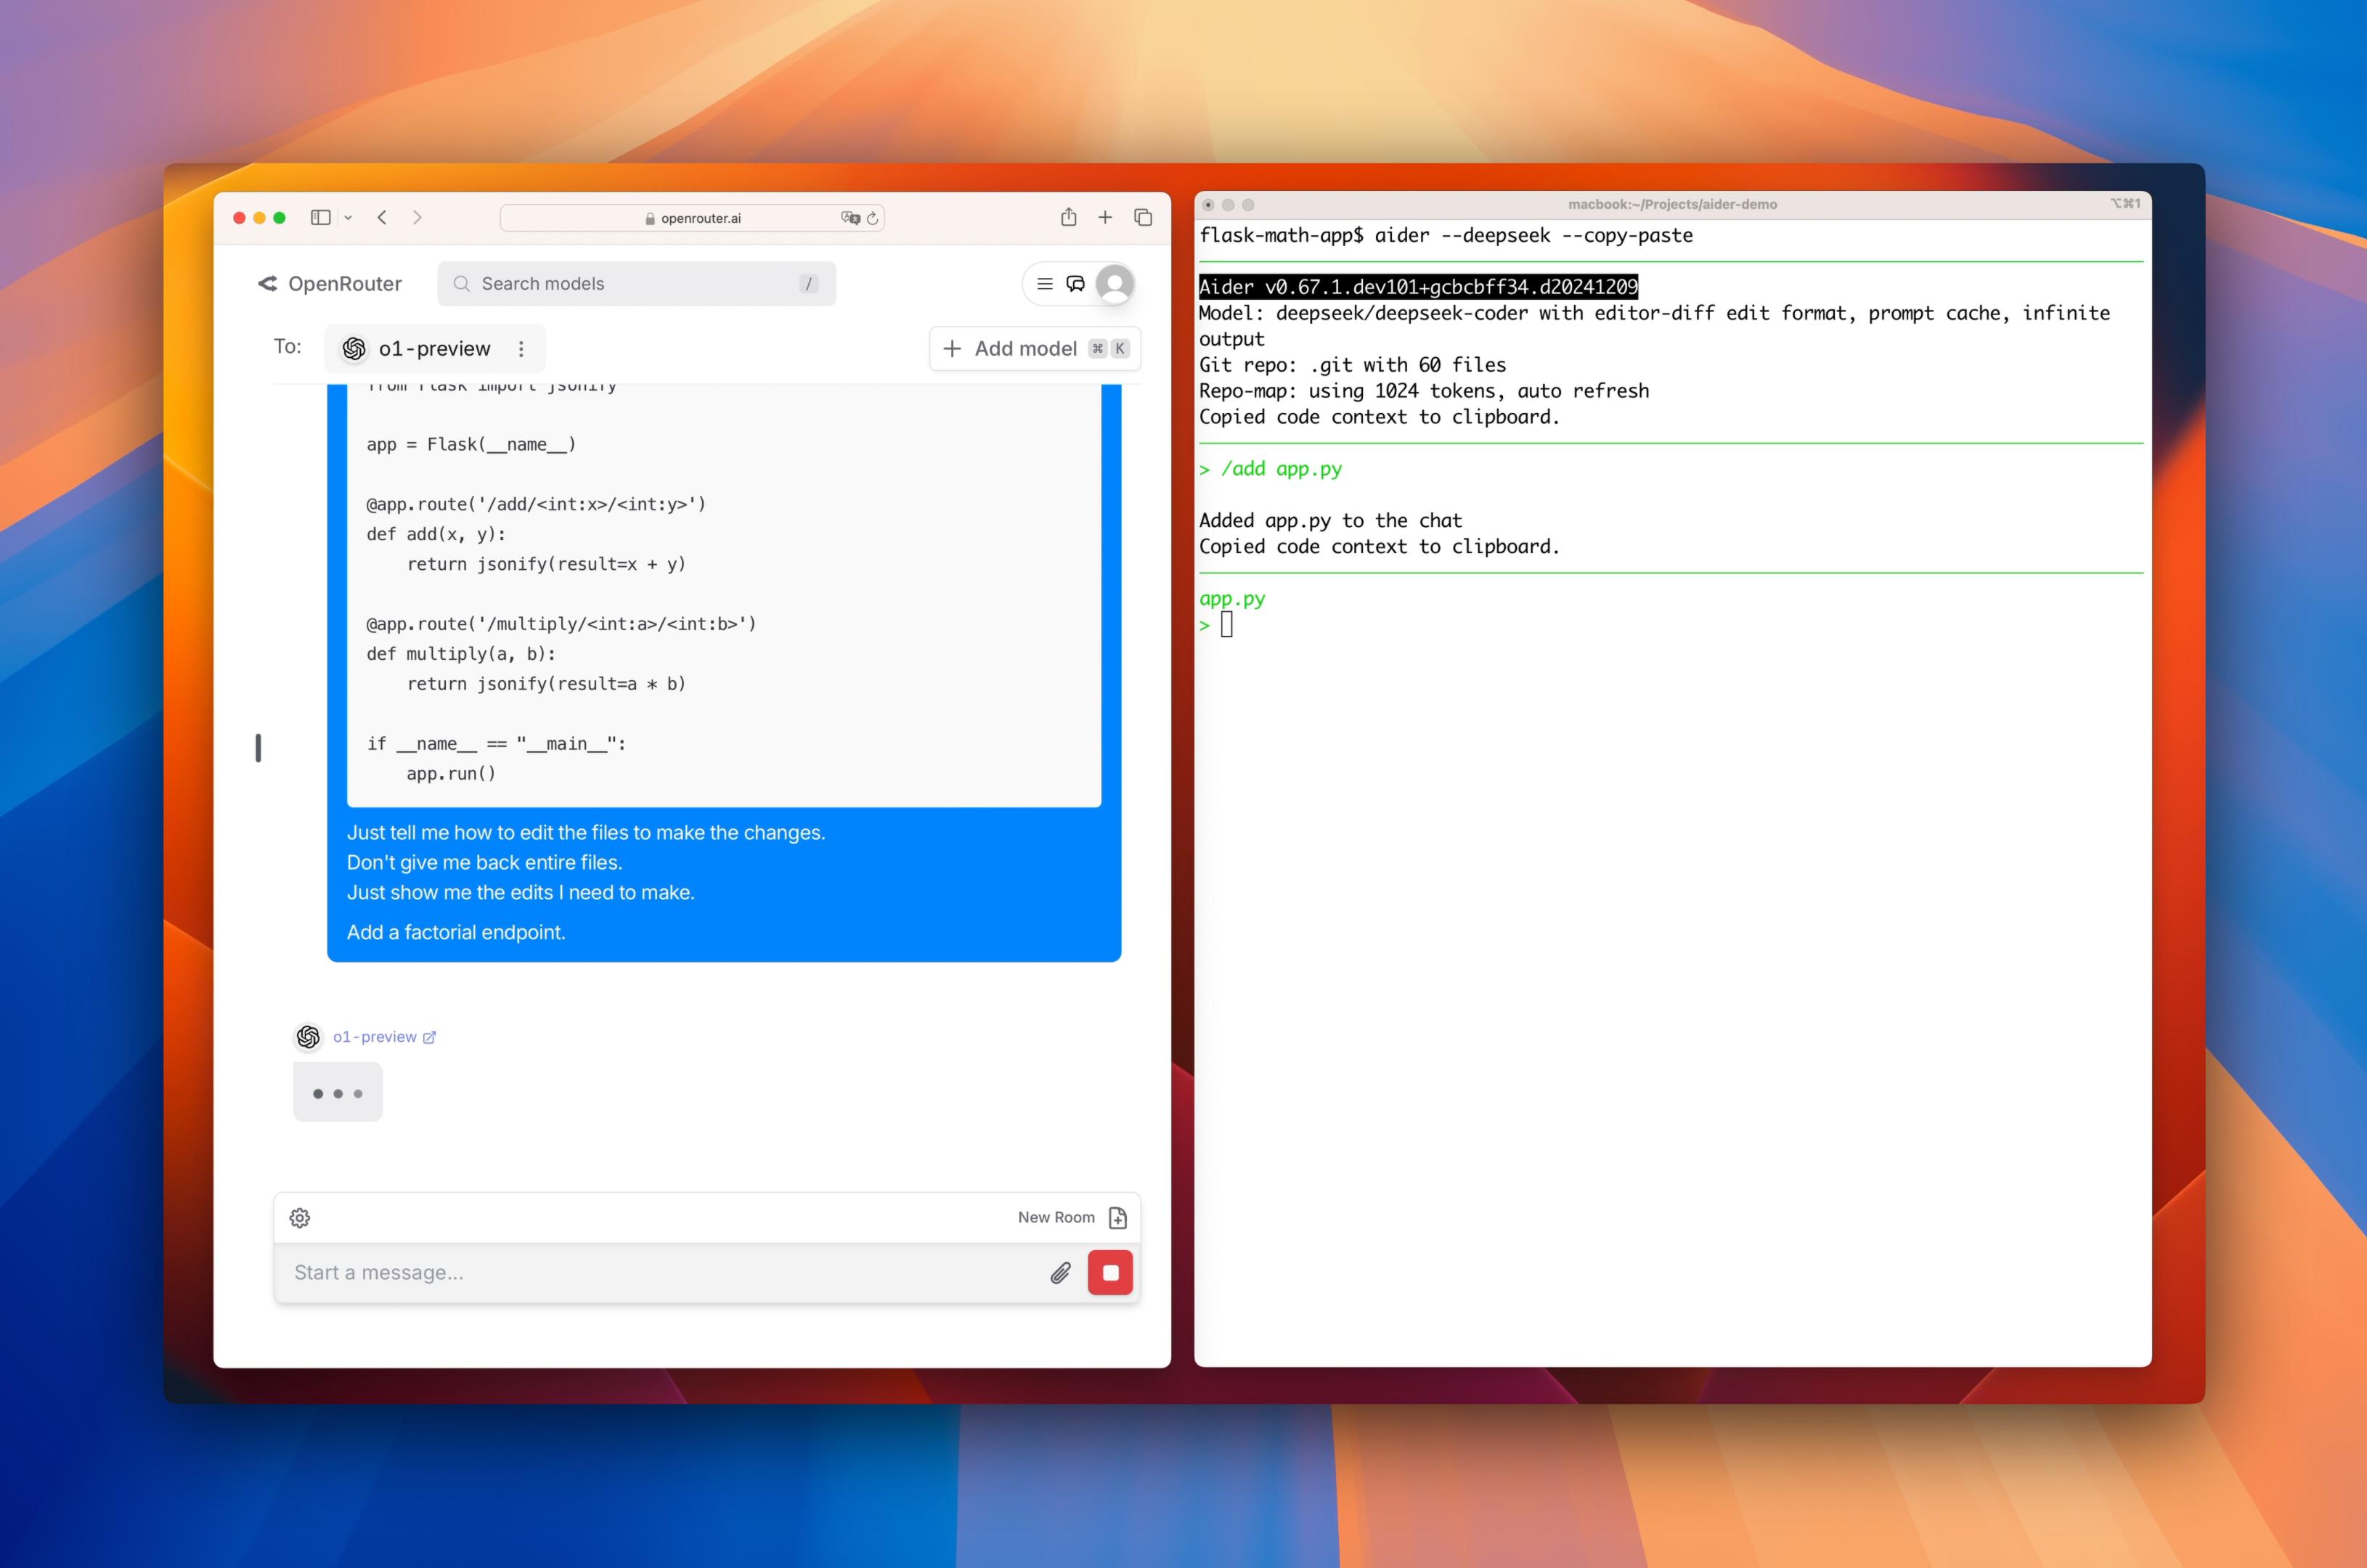 openrouter.ai
OpenRouter
Search models
/
To:
o1-preview
Add model ⌘ K
from flask import jsonify
app = Flask(__name__)
@app.route('/add/<int:x>/<int:y>')
def add(x, y):
    return jsonify(result=x + y)
@app.route('/multiply/<int:a>/<int:b>')
def multiply(a, b):
    return jsonify(result=a * b)
if __name__ == "__main__":
    app.run()
Just tell me how to edit the files to make the changes.
Don't give me back entire files.
Just show me the edits I need to make.
Add a factorial endpoint.
o1-preview
New Room
Start a message...
macbook:~/Projects/aider-demo
⌥⌘1
flask-math-app$ aider --deepseek --copy-paste
Aider v0.67.1.dev101+gcbcbff34.d20241209
Model: deepseek/deepseek-coder with editor-diff edit format, prompt cache, infinite
output
Git repo: .git with 60 files
Repo-map: using 1024 tokens, auto refresh
Copied code context to clipboard.
> /add app.py
Added app.py to the chat
Copied code context to clipboard.
app.py
>